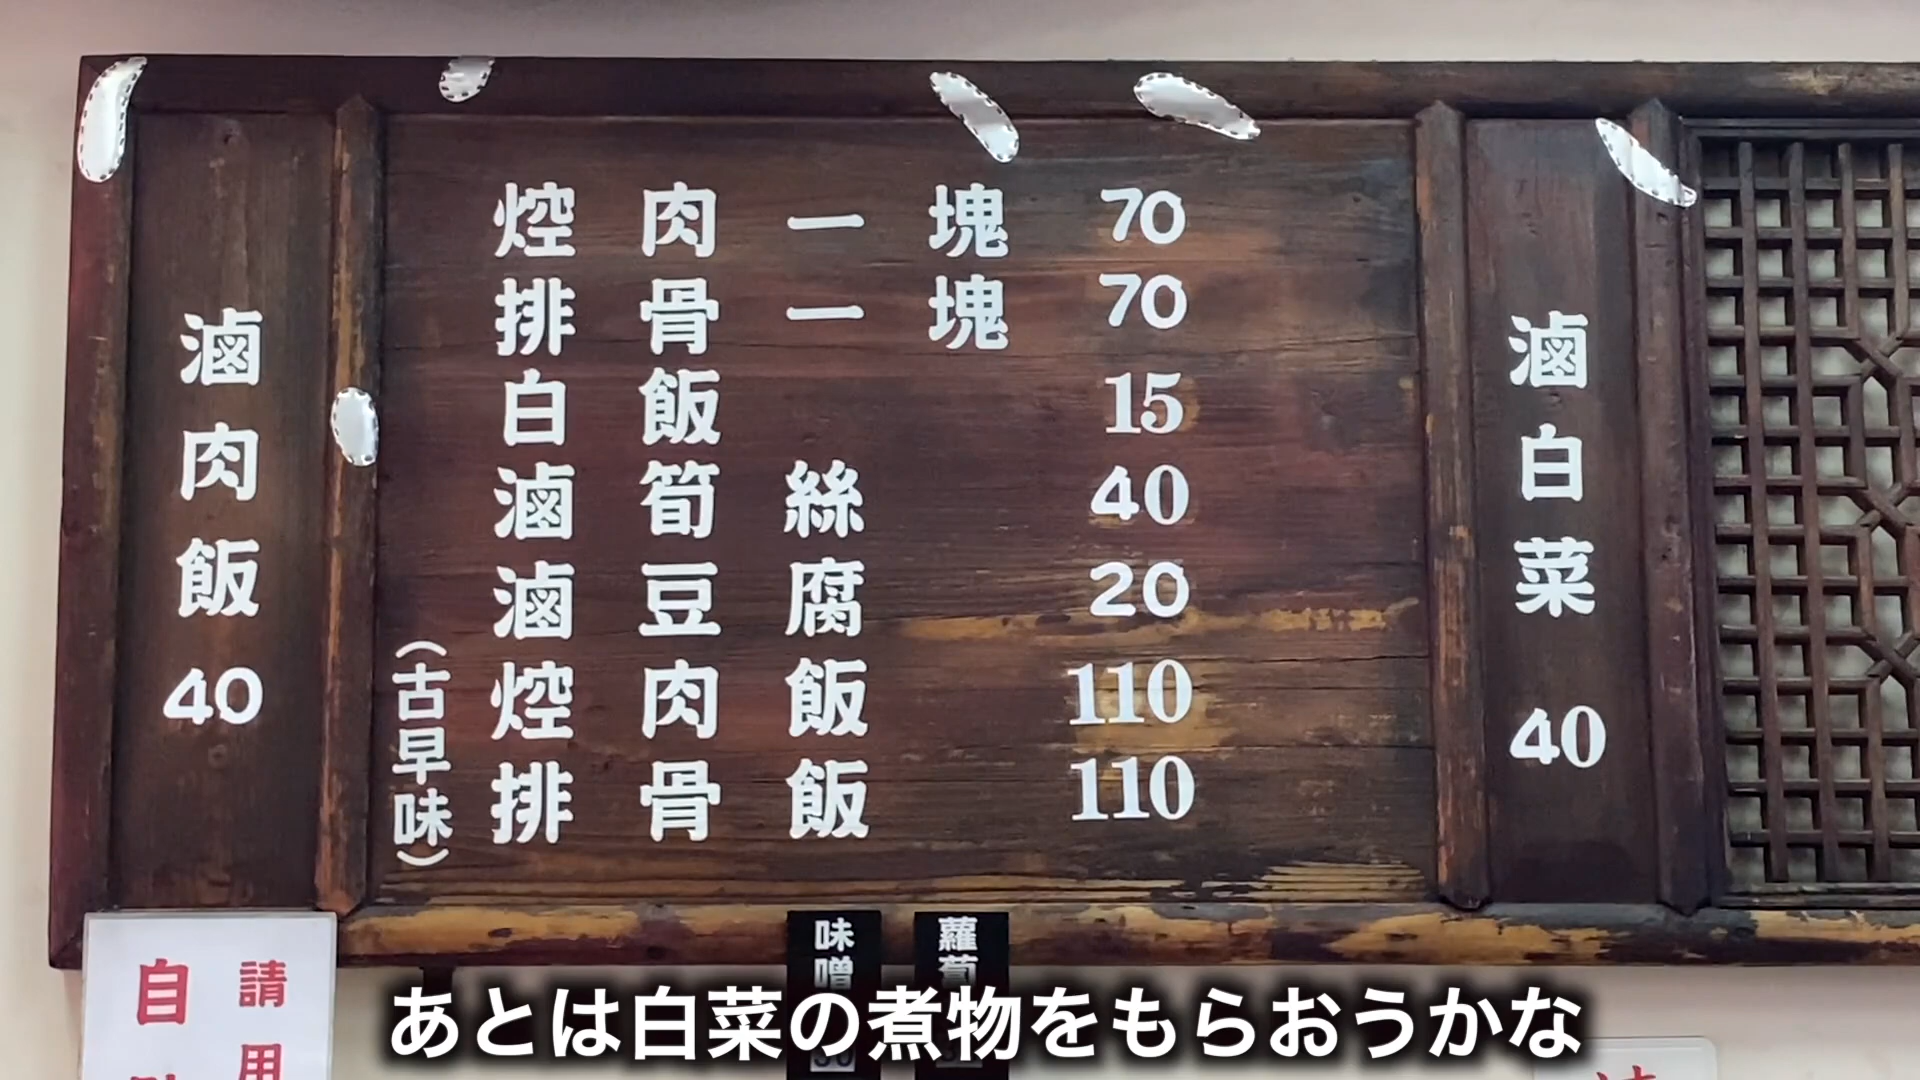 滷肉飯 40
焢肉一塊 70
排骨一塊 70
白飯 15
滷筍絲 40
滷豆腐 20
焢肉飯 110
(古早味)
排骨飯 110
滷白菜 40
請用
自
味噌
蘿蔔
あとは白菜の煮物をもらおうかな